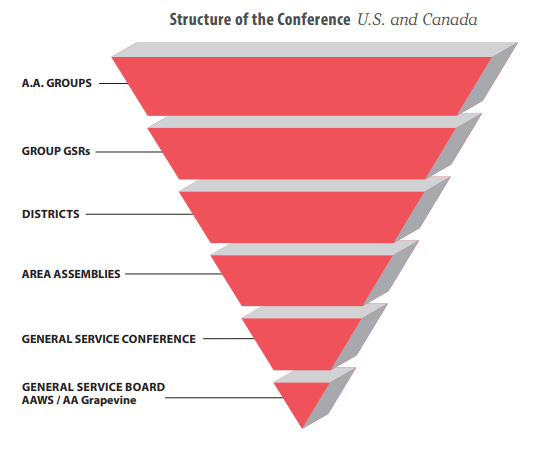 Structure of the Conference U.S. and Canada
A.A. GROUPS
GROUP GSRs
DISTRICTS
AREA ASSEMBLIES
GENERAL SERVICE CONFERENCE
GENERAL SERVICE BOARD
AAWS / AA Grapevine